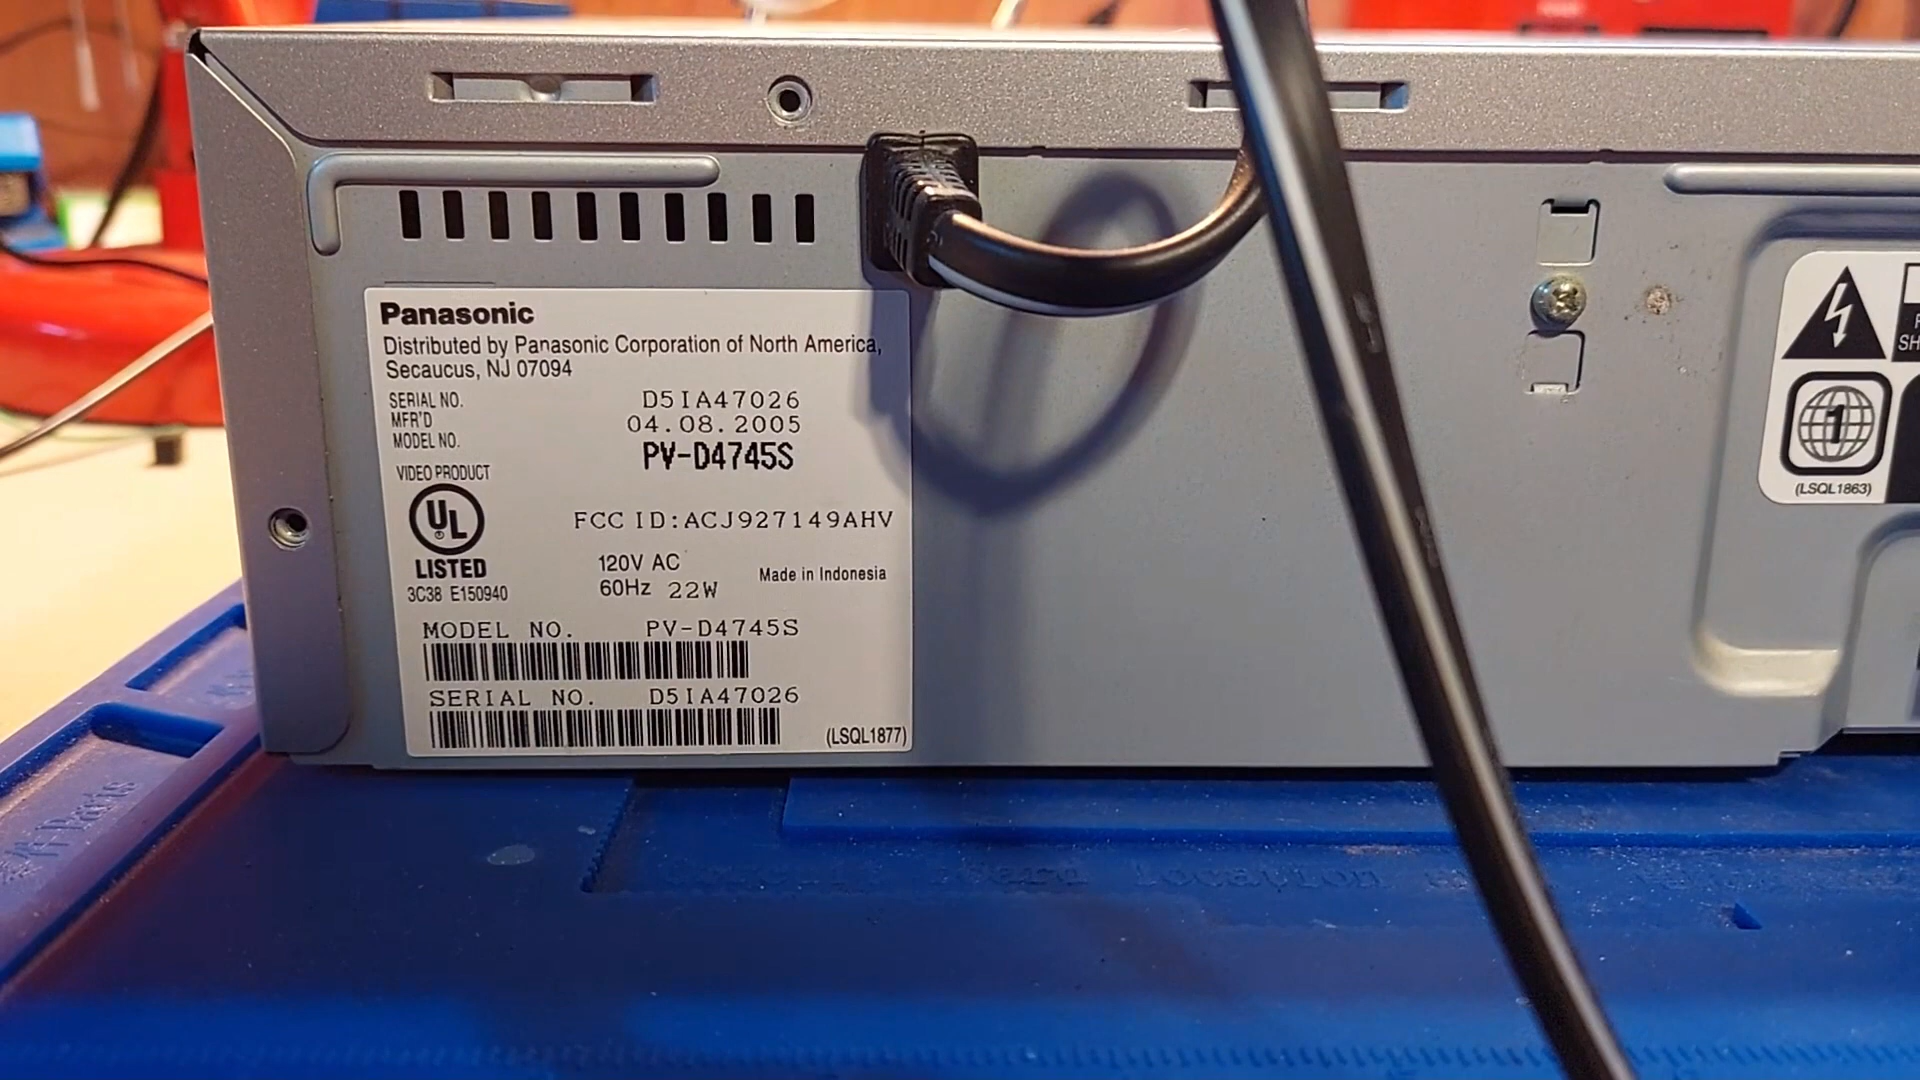 Panasonic
Distributed by Panasonic Corporation of North America,
Secaucus, NJ 07094
SERIAL NO. D5IA47026
MFR'D 04.08.2005
MODEL NO. PV-D4745S
VIDEO PRODUCT
UL
®
LISTED
3C38 E150940
FCC ID:ACJ927149AHV
120V AC
60Hz 22W
Made in Indonesia
MODEL NO. PV-D4745S
SERIAL NO. D5IA47026
(LSQL1877)
SH
1
(LSQL1863)
Parts